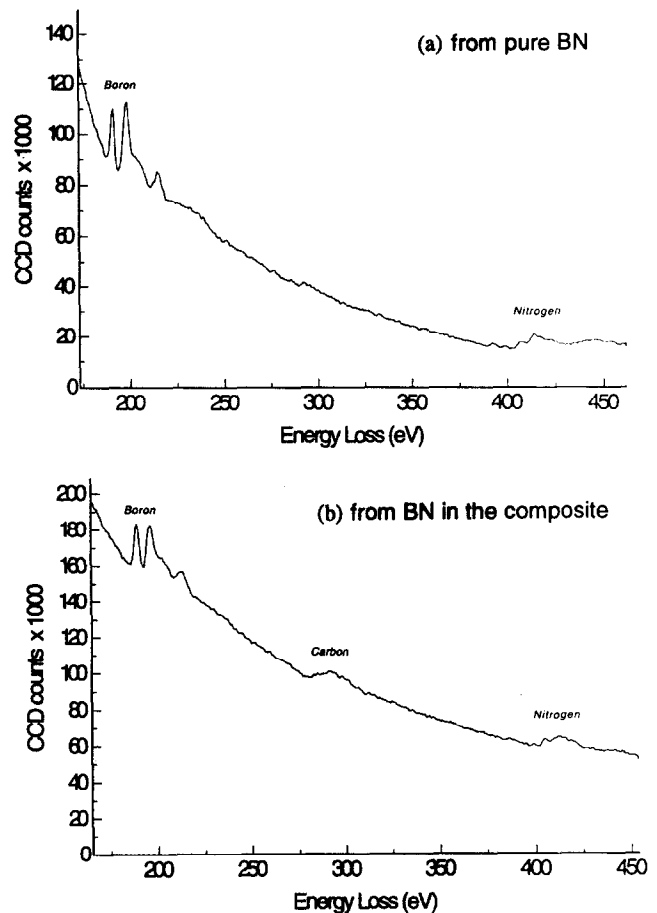 (a) from pure BN
CCD counts x1000
140
120
100
80
60
40
20
0
Boron
Nitrogen
200 250 300 350 400 450
Energy Loss (eV)
(b) from BN in the composite
CCD counts x 1000
200
180
160
140
120
100
80
60
40
20
0
Boron
Carbon
Nitrogen
200 250 300 350 400 450
Energy Loss (eV)